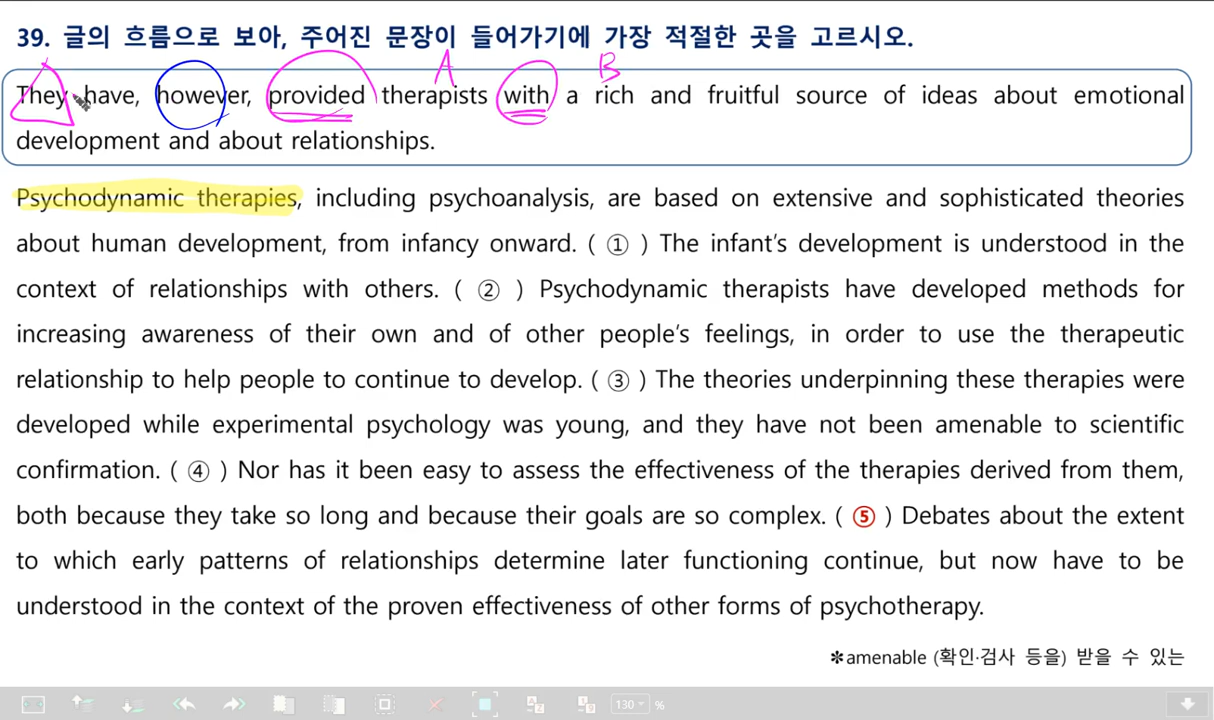 39. 글의 흐름으로 보아, 주어진 문장이 들어가기에 가장 적절한 곳을 고르시오.
A B
They have, however, provided therapists with a rich and fruitful source of ideas about emotional
development and about relationships.
Psychodynamic therapies, including psychoanalysis, are based on extensive and sophisticated theories
about human development, from infancy onward. ( ① ) The infant's development is understood in the
context of relationships with others. ( ② ) Psychodynamic therapists have developed methods for
increasing awareness of their own and of other people's feelings, in order to use the therapeutic
relationship to help people to continue to develop. ( ③ ) The theories underpinning these therapies were
developed while experimental psychology was young, and they have not been amenable to scientific
confirmation. ( ④ ) Nor has it been easy to assess the effectiveness of the therapies derived from them,
both because they take so long and because their goals are so complex. ( ⑤ ) Debates about the extent
to which early patterns of relationships determine later functioning continue, but now have to be
understood in the context of the proven effectiveness of other forms of psychotherapy.
✻amenable (확인·검사 등을) 받을 수 있는
130 %